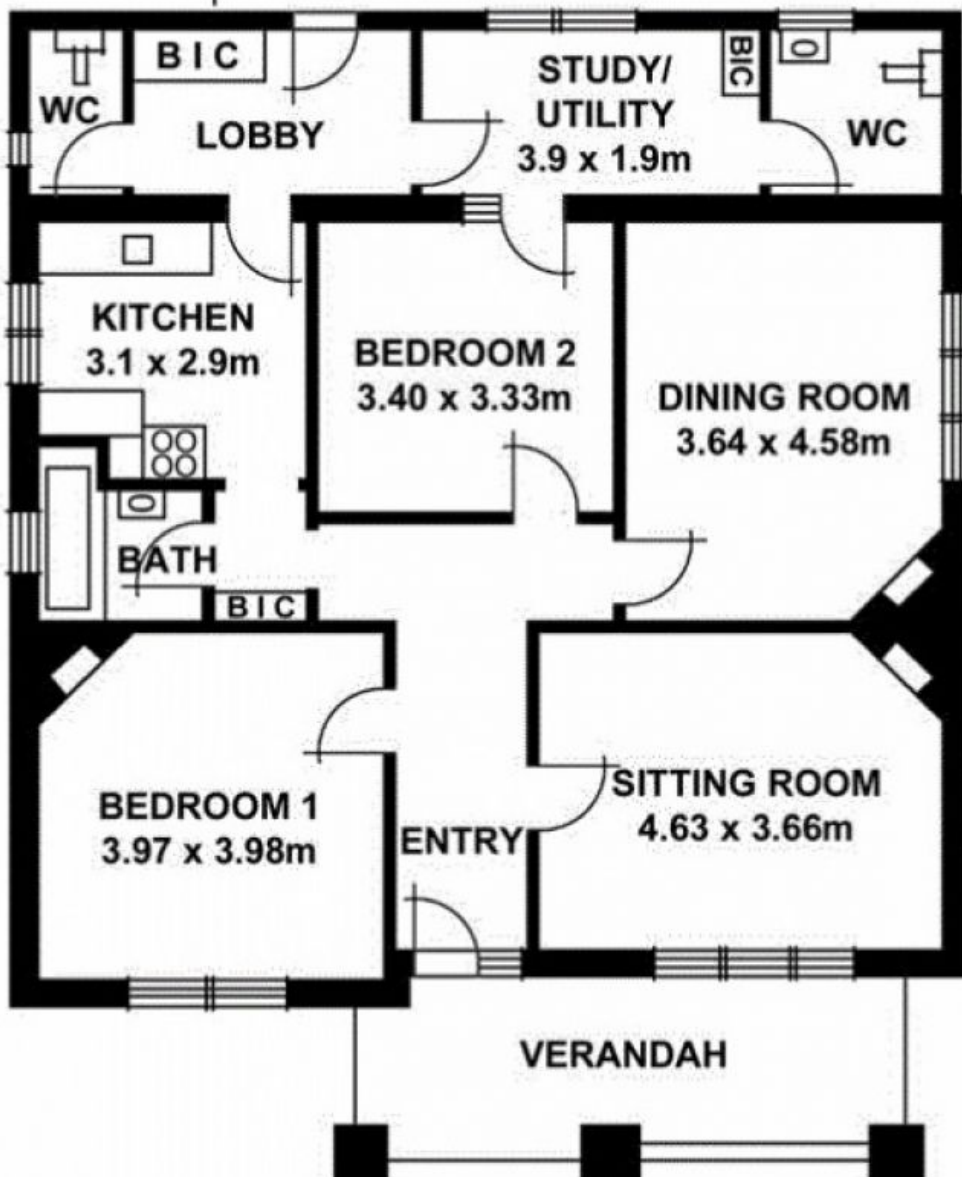 BIC
WC
LOBBY
STUDY/
UTILITY
3.9 x 1.9m
BIC
WC
KITCHEN
3.1 x 2.9m
BEDROOM 2
3.40 x 3.33m
DINING ROOM
3.64 x 4.58m
BATH
BIC
BEDROOM 1
3.97 x 3.98m
ENTRY
SITTING ROOM
4.63 x 3.66m
VERANDAH